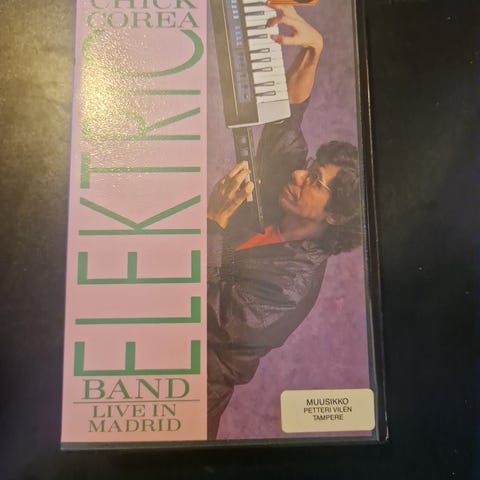 CHICK
COREA
ELEKTRIC
BAND
LIVE IN
MADRID
MUUSIKKO
PETTERI VILÉN
TAMPERE